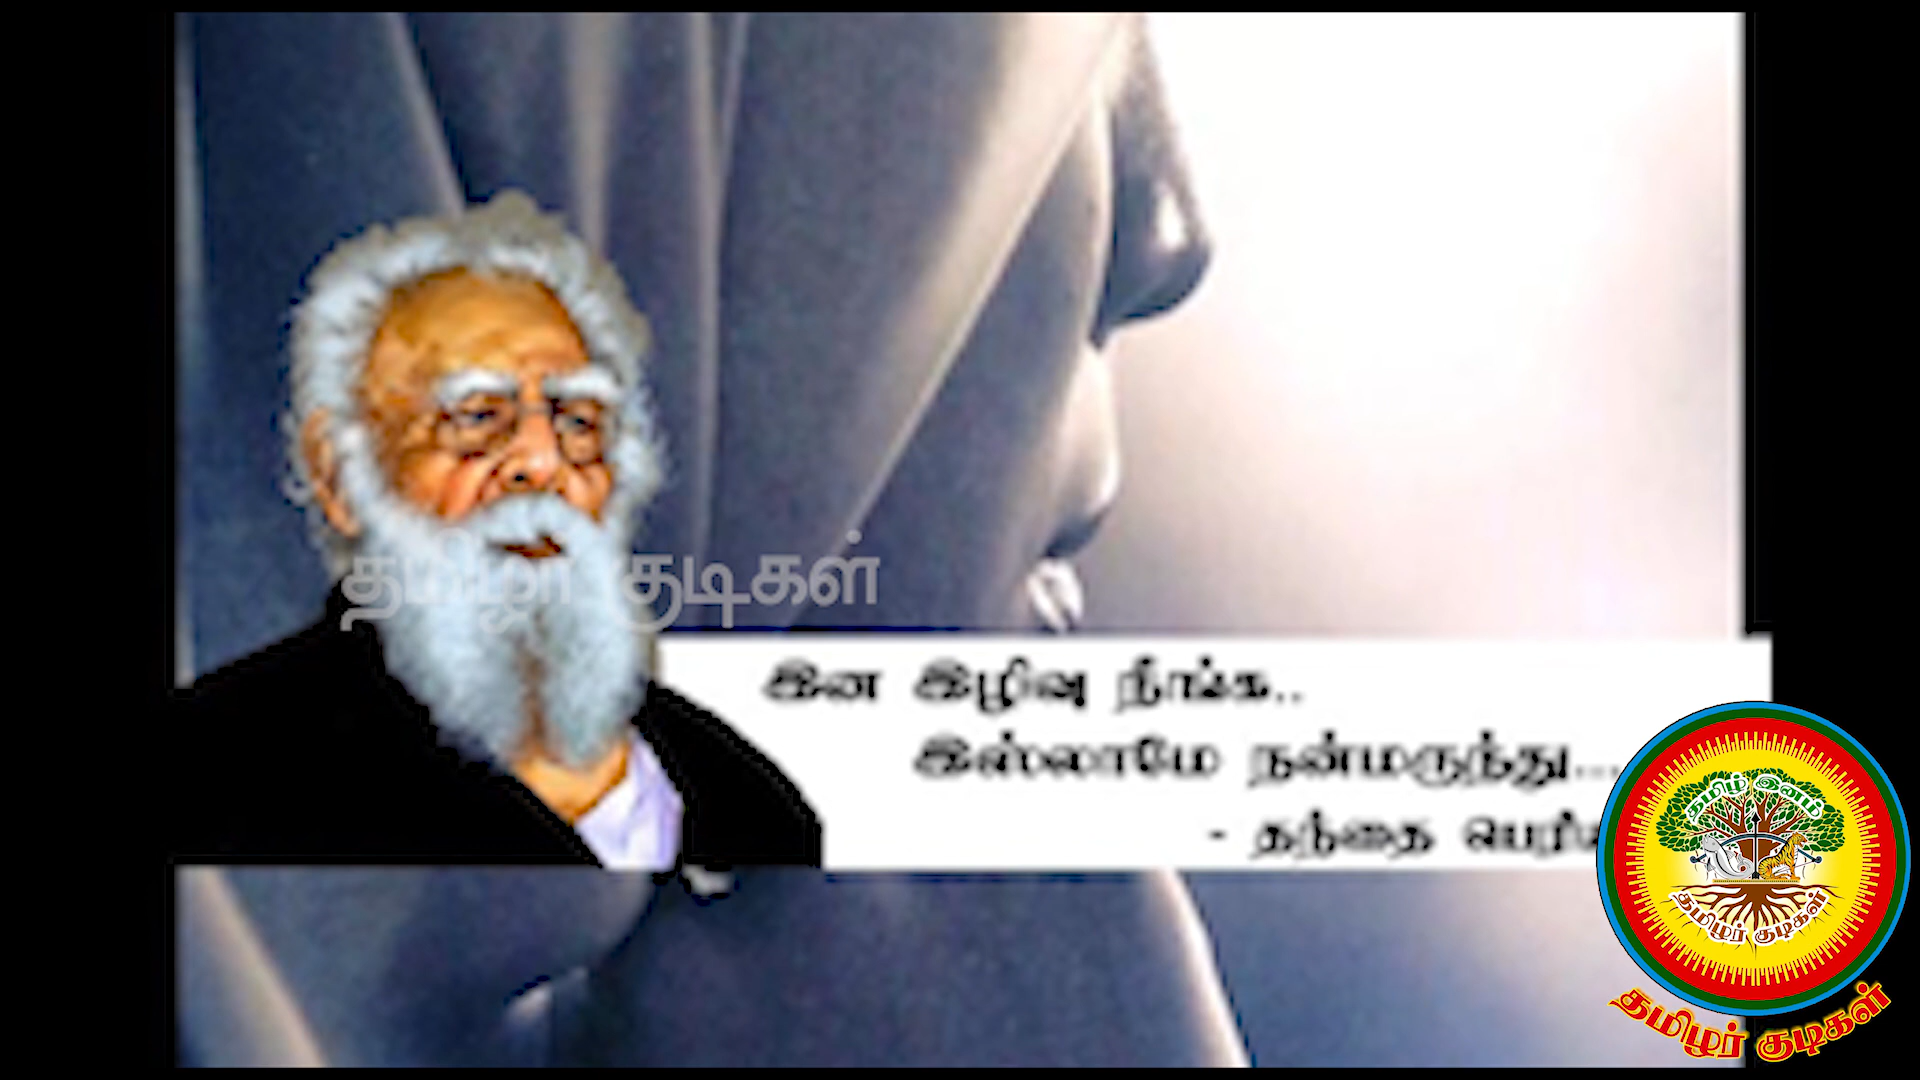 தமிழர் குடிகள்
இன இழிவு நீங்க..
இஸ்லாமே நன்மருந்து...
- தந்தை
தமிழ் இனம்
தமிழர் குடிகள்
தமிழர் குடிகள்